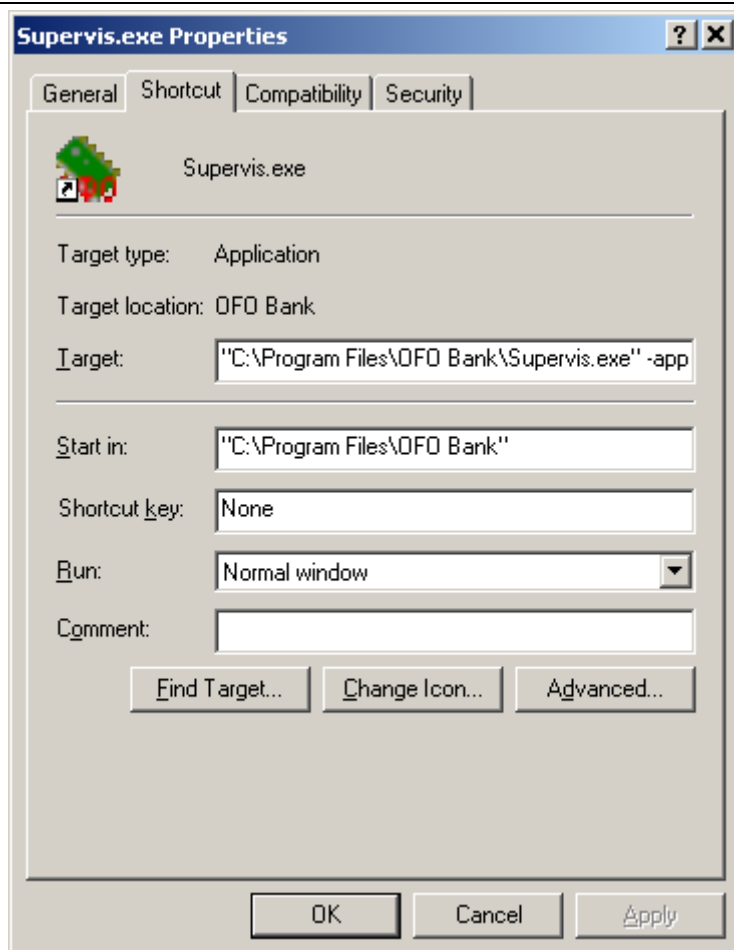 Supervis.exe Properties
General Shortcut Compatibility Security
Supervis.exe
Target type: Application
Target location: OFO Bank
Target: "C:\Program Files\OFO Bank\Supervis.exe" -app
Start in: "C:\Program Files\OFO Bank"
Shortcut key: None
Run: Normal window
Comment:
Find Target... Change Icon... Advanced...
OK Cancel Apply